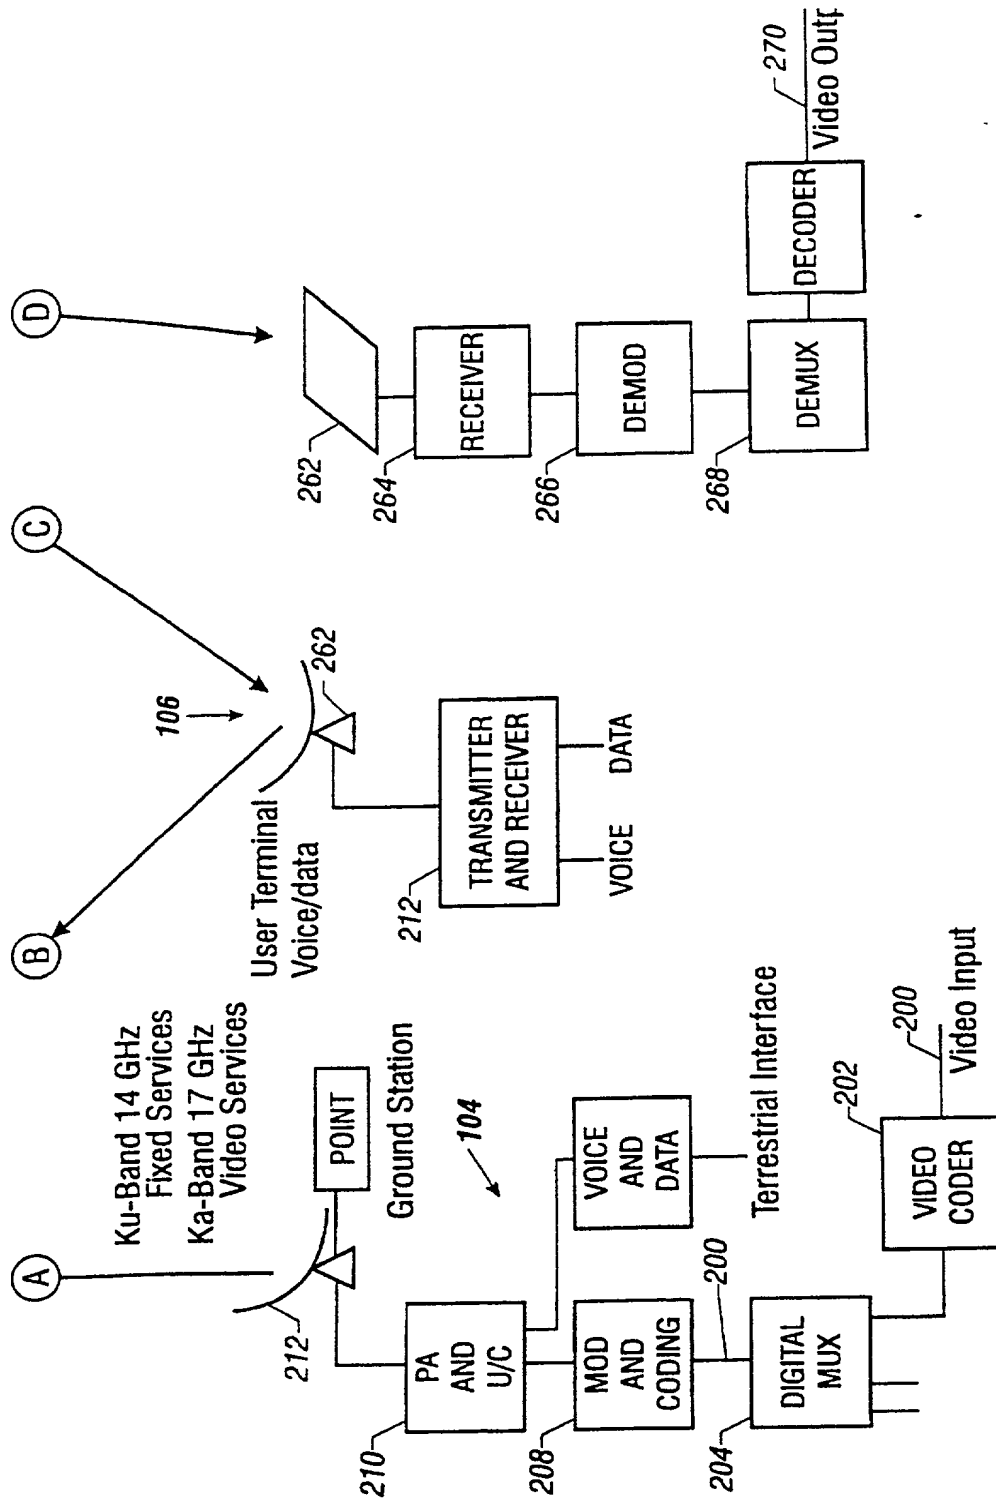 A
B
C
D
Ku-Band 14 GHz
Fixed Services
Ka-Band 17 GHz
Video Services
212
POINT
Ground Station
104
210
PA
AND
U/C
208
MOD
AND
CODING
VOICE
AND
DATA
Terrestrial Interface
200
204
DIGITAL
MUX
202
VIDEO
CODER
200
Video Input
106
262
User Terminal
Voice/data
212
TRANSMITTER
AND RECEIVER
VOICE
DATA
262
264
RECEIVER
266
DEMOD
268
DEMUX
DECODER
270
Video Outp